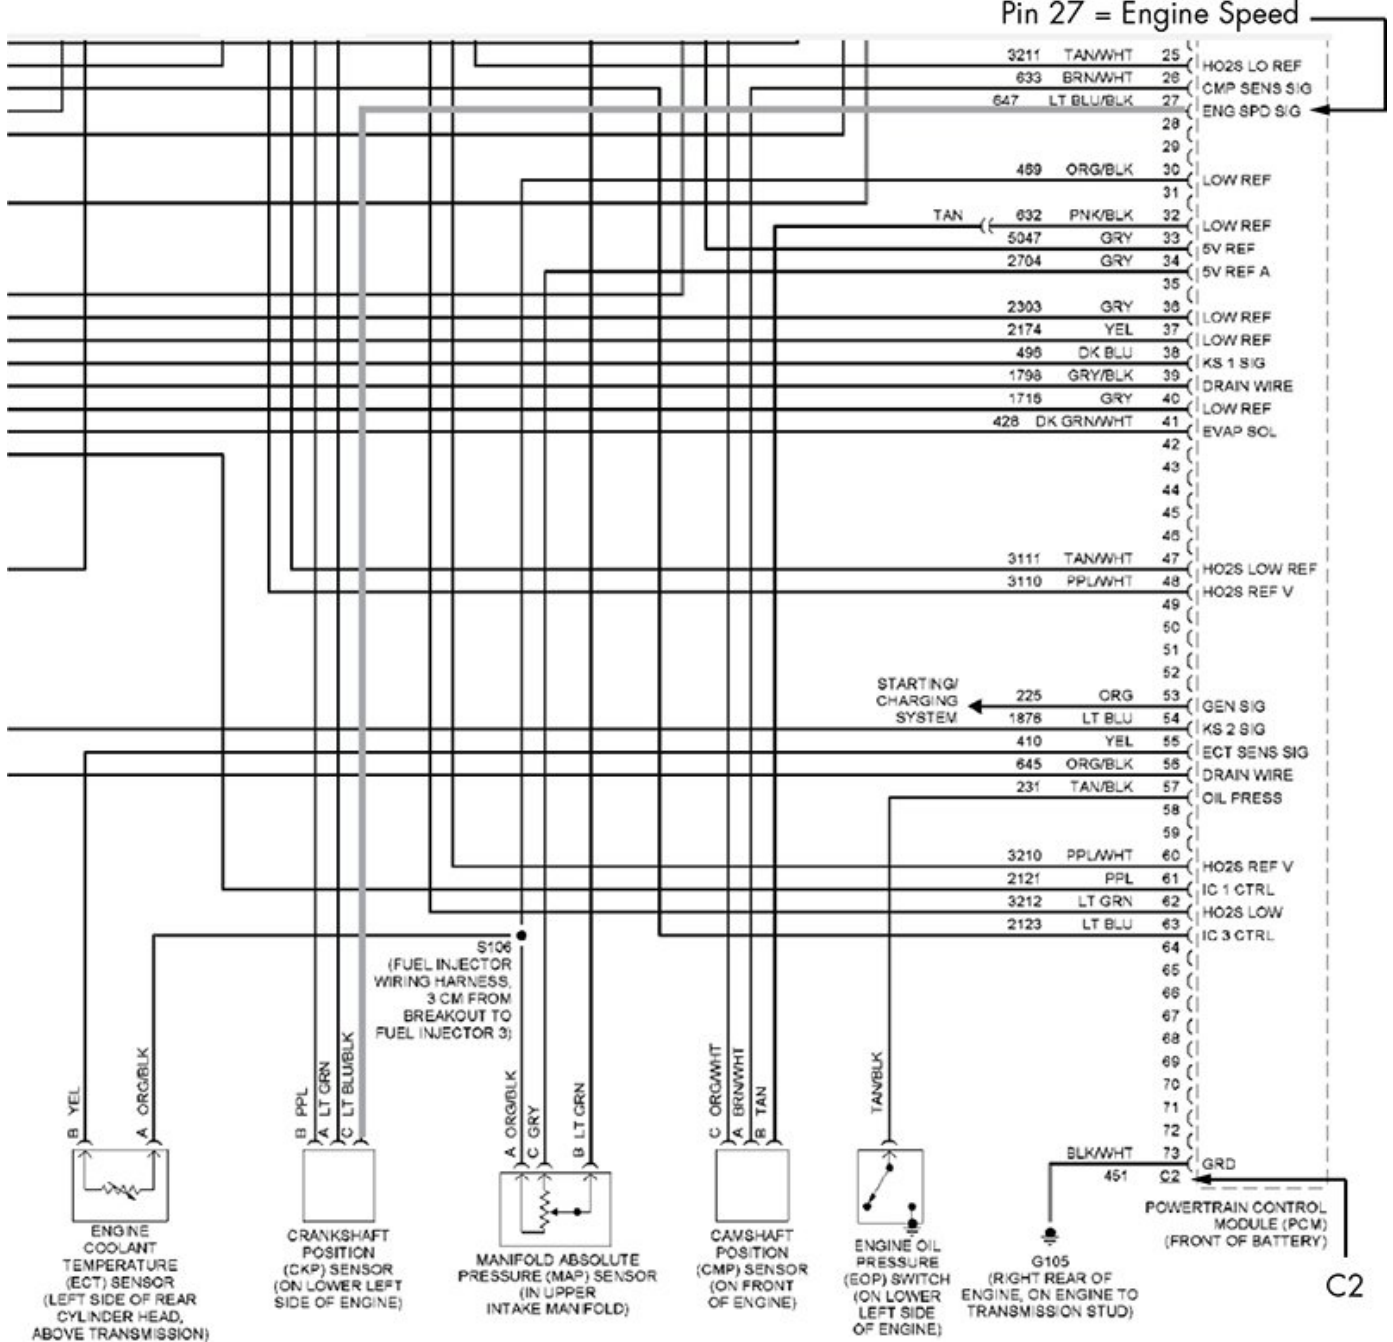 Pin 27 = Engine Speed
3211 TAN/WHT 25 HO2S LO REF
633 BRN/WHT 26 CMP SENS SIG
647 LT BLU/BLK 27 ENG SPD SIG
28
29
469 ORG/BLK 30 LOW REF
31
TAN 632 PNK/BLK 32 LOW REF
5047 GRY 33 5V REF
2704 GRY 34 5V REF A
35
2303 GRY 36 LOW REF
2174 YEL 37 LOW REF
496 DK BLU 38 KS 1 SIG
1798 GRY/BLK 39 DRAIN WIRE
1716 GRY 40 LOW REF
428 DK GRN/WHT 41 EVAP SOL
42
43
44
45
46
3111 TAN/WHT 47 HO2S LOW REF
3110 PPL/WHT 48 HO2S REF V
49
50
51
52
STARTING/
CHARGING
SYSTEM
225 ORG 53 GEN SIG
1876 LT BLU 54 KS 2 SIG
410 YEL 55 ECT SENS SIG
645 ORG/BLK 56 DRAIN WIRE
231 TAN/BLK 57 OIL PRESS
58
59
3210 PPL/WHT 60 HO2S REF V
2121 PPL 61 IC 1 CTRL
3212 LT GRN 62 HO2S LOW
2123 LT BLU 63 IC 3 CTRL
64
65
66
67
68
69
70
71
72
BLK/WHT 73 GRD
451 C2
S106
(FUEL INJECTOR
WIRING HARNESS,
3 CM FROM
BREAKOUT TO
FUEL INJECTOR 3)
B YEL
A ORG/BLK
B PPL
A LT GRN
C LT BLU/BLK
A ORG/BLK
C GRY
B LT GRN
C ORG/WHT
A BRN/WHT
B TAN
TAN/BLK
ENGINE
COOLANT
TEMPERATURE
(ECT) SENSOR
(LEFT SIDE OF REAR
CYLINDER HEAD,
ABOVE TRANSMISSION)
CRANKSHAFT
POSITION
(CKP) SENSOR
(ON LOWER LEFT
SIDE OF ENGINE)
MANIFOLD ABSOLUTE
PRESSURE (MAP) SENSOR
(IN UPPER
INTAKE MANIFOLD)
CAMSHAFT
POSITION
(CMP) SENSOR
(ON FRONT
OF ENGINE)
ENGINE OIL
PRESSURE
(EOP) SWITCH
(ON LOWER
LEFT SIDE
OF ENGINE)
G105
(RIGHT REAR OF
ENGINE, ON ENGINE TO
TRANSMISSION STUD)
POWERTRAIN CONTROL
MODULE (PCM)
(FRONT OF BATTERY)
C2